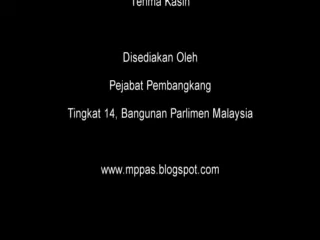 Terima Kasih
Disediakan Oleh
Pejabat Pembangkang
Tingkat 14, Bangunan Parlimen Malaysia
www.mppas.blogspot.com